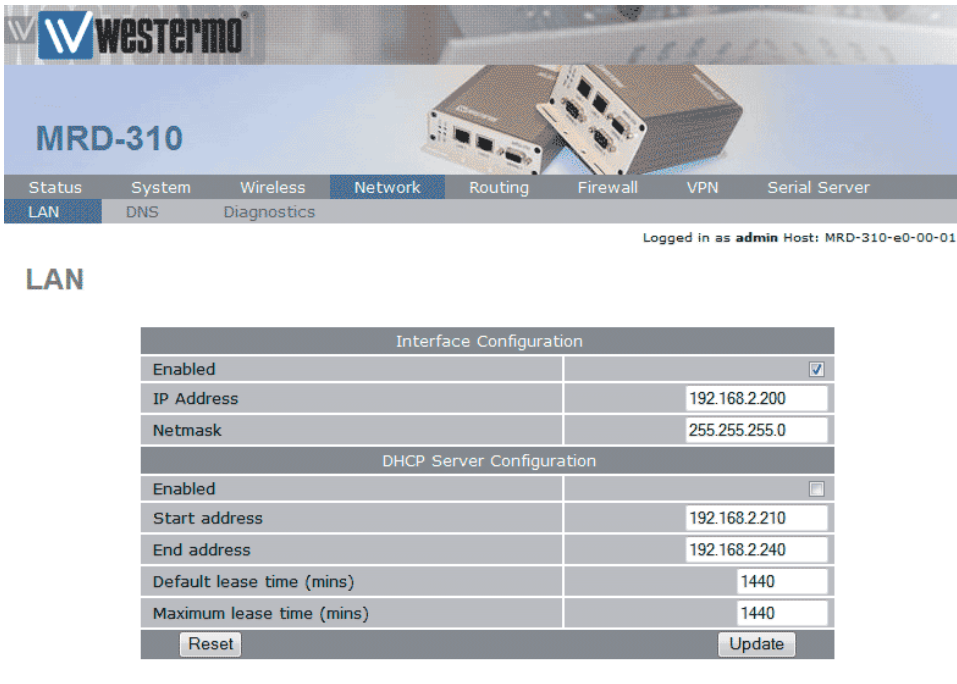 westermo
MRD-310
Status System Wireless Network Routing Firewall VPN Serial Server
LAN DNS Diagnostics
Logged in as admin Host: MRD-310-e0-00-01
LAN
Interface Configuration
Enabled
IP Address 192.168.2.200
Netmask 255.255.255.0
DHCP Server Configuration
Enabled
Start address 192.168.2.210
End address 192.168.2.240
Default lease time (mins) 1440
Maximum lease time (mins) 1440
Reset Update